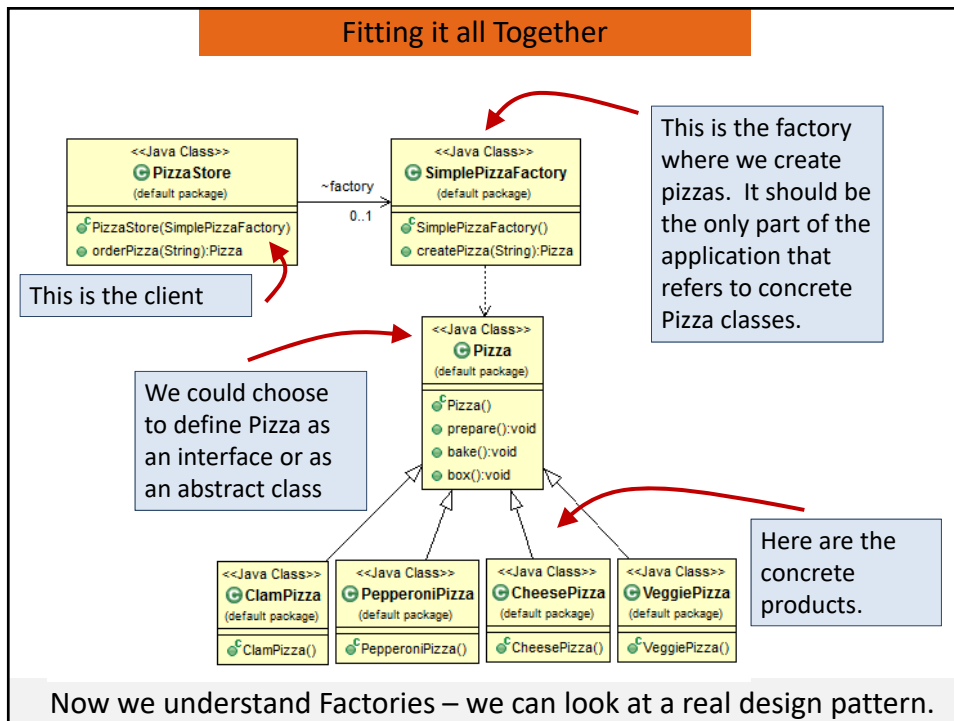 Fitting it all Together
<<Java Class>>
PizzaStore
(default package)
PizzaStore(SimplePizzaFactory)
orderPizza(String):Pizza
~factory
0..1
<<Java Class>>
SimplePizzaFactory
(default package)
SimplePizzaFactory()
createPizza(String):Pizza
This is the factory
where we create
pizzas. It should be
the only part of the
application that
refers to concrete
Pizza classes.
This is the client
<<Java Class>>
Pizza
(default package)
Pizza()
prepare():void
bake():void
box():void
We could choose
to define Pizza as
an interface or as
an abstract class
Here are the
concrete
products.
<<Java Class>>
ClamPizza
(default package)
ClamPizza()
<<Java Class>>
PepperoniPizza
(default package)
PepperoniPizza()
<<Java Class>>
CheesePizza
(default package)
CheesePizza()
<<Java Class>>
VeggiePizza
(default package)
VeggiePizza()
Now we understand Factories – we can look at a real design pattern.